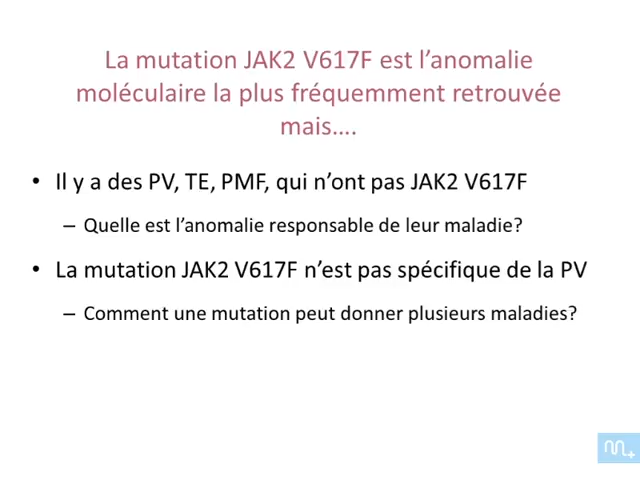 La mutation JAK2 V617F est l’anomalie
moléculaire la plus fréquemment retrouvée
mais….
• Il y a des PV, TE, PMF, qui n’ont pas JAK2 V617F
– Quelle est l’anomalie responsable de leur maladie?
• La mutation JAK2 V617F n’est pas spécifique de la PV
– Comment une mutation peut donner plusieurs maladies?